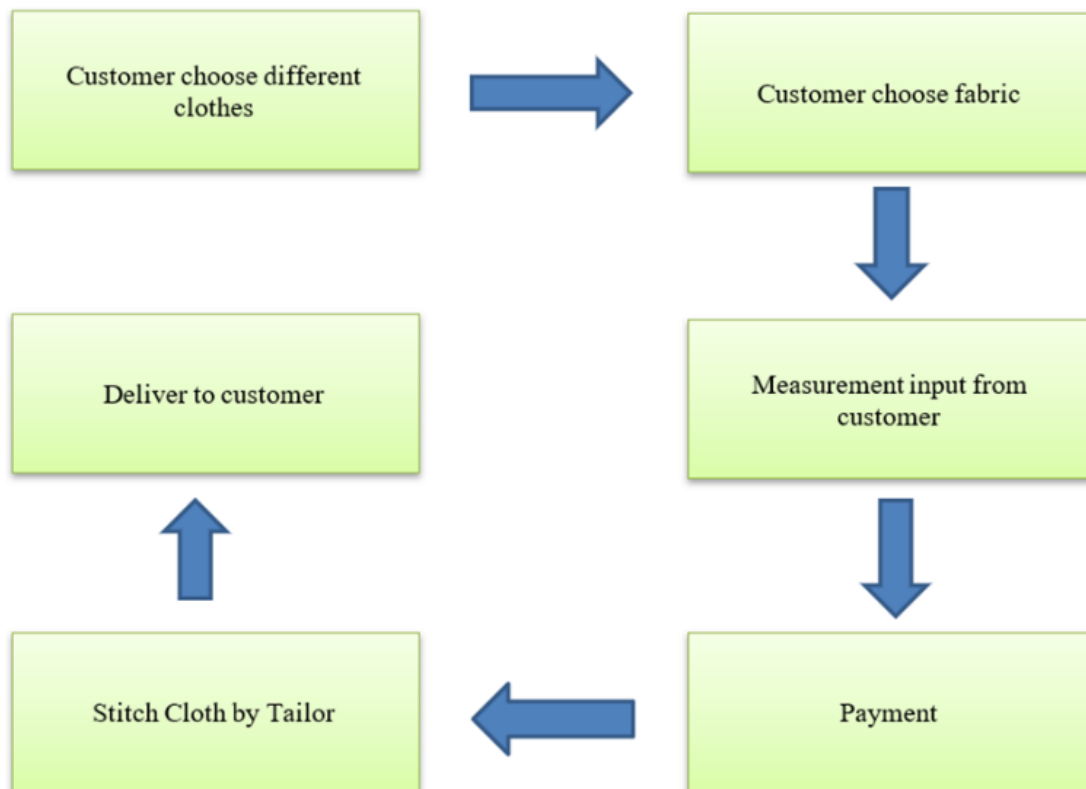 Customer choose different
clothes
Customer choose fabric
Measurement input from
customer
Payment
Stitch Cloth by Tailor
Deliver to customer